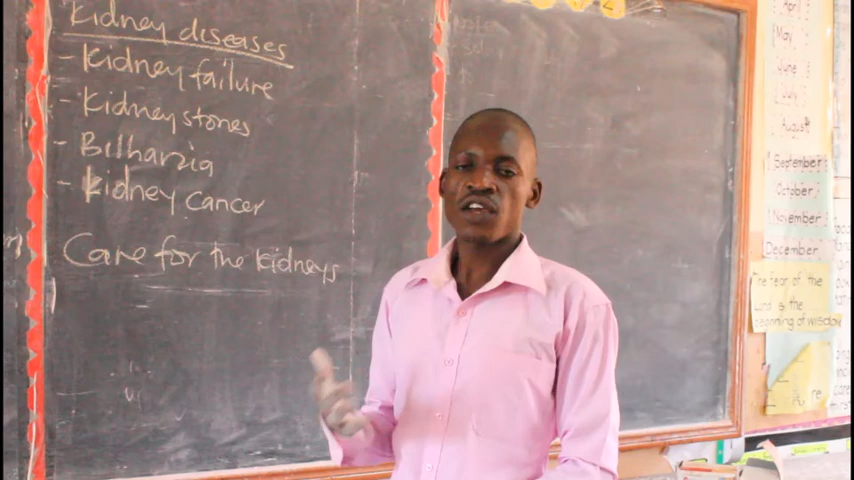 Kidney diseases
- Kidney failure
- Kidney stones
- Bilharzia
- Kidney cancer
Care for the kidneys
April
May
June
July
August
September
October
November
December
The fear of the
Lord is the
beginning of wisdom